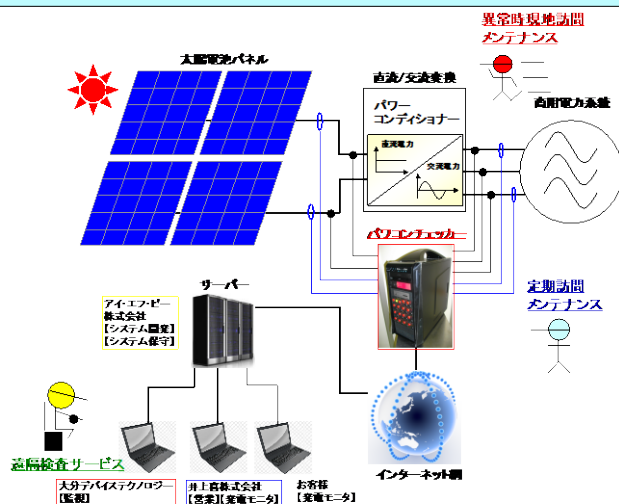 異常時現地訪問
メンテナンス
太陽電池パネル
直流/交流変換
商用電力系統
パワー
コンディショナー
直流電力
交流電力
パワコンチェッカー
サーバー
アイ・エフ・ピー
株式会社
【システム開発】
【システム保守】
定期訪問
メンテナンス
遠隔検査サービス
インターネット網
大分デバイステクノロジー
【監視】
井上喜株式会社
【営業】【発電モニタ】
お客様
【発電モニタ】